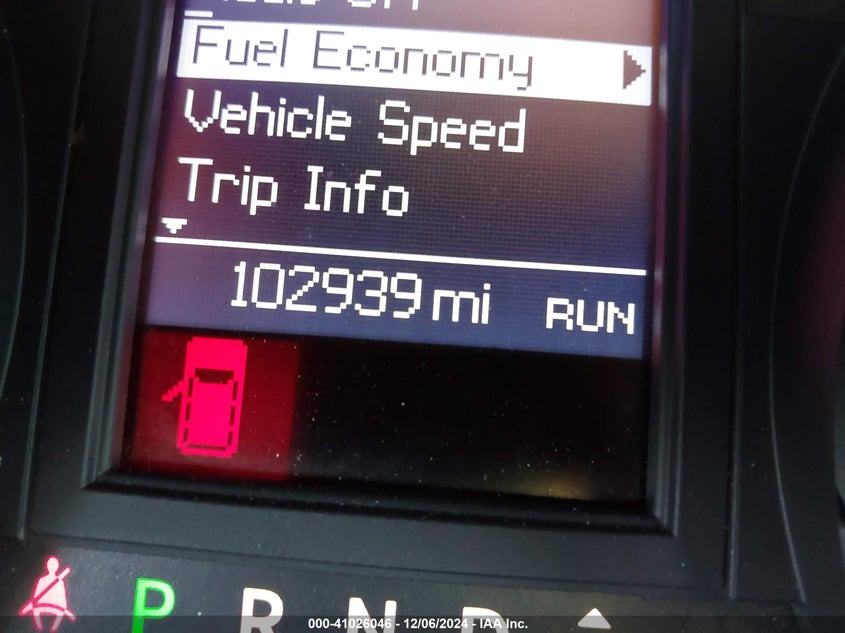 Fuel Economy
Vehicle Speed
Trip Info
102939 mi RUN
P R N D
000-41026046 - 12/06/2024 - IAA Inc.